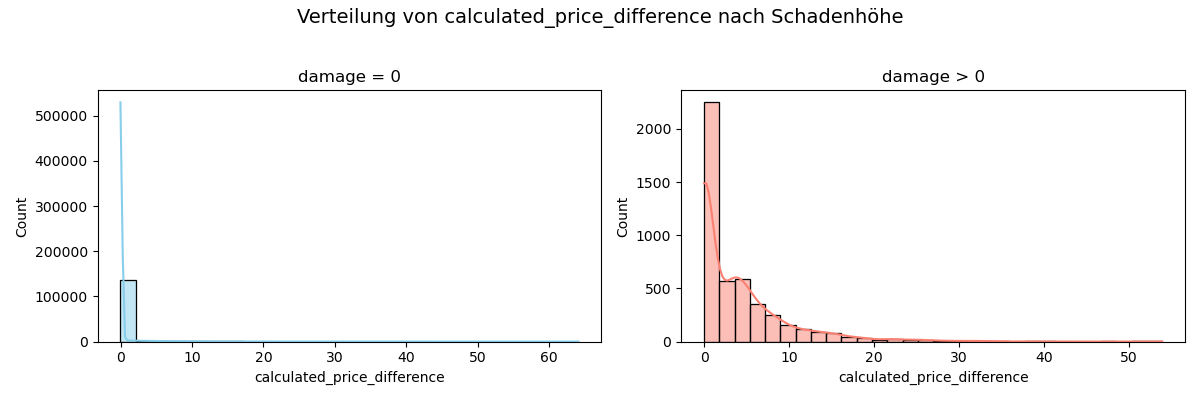 Verteilung von calculated_price_difference nach Schadenhöhe
damage = 0
Count
500000
400000
300000
200000
100000
0
0 10 20 30 40 50 60
calculated_price_difference
damage > 0
Count
2000
1500
1000
500
0
0 10 20 30 40 50
calculated_price_difference